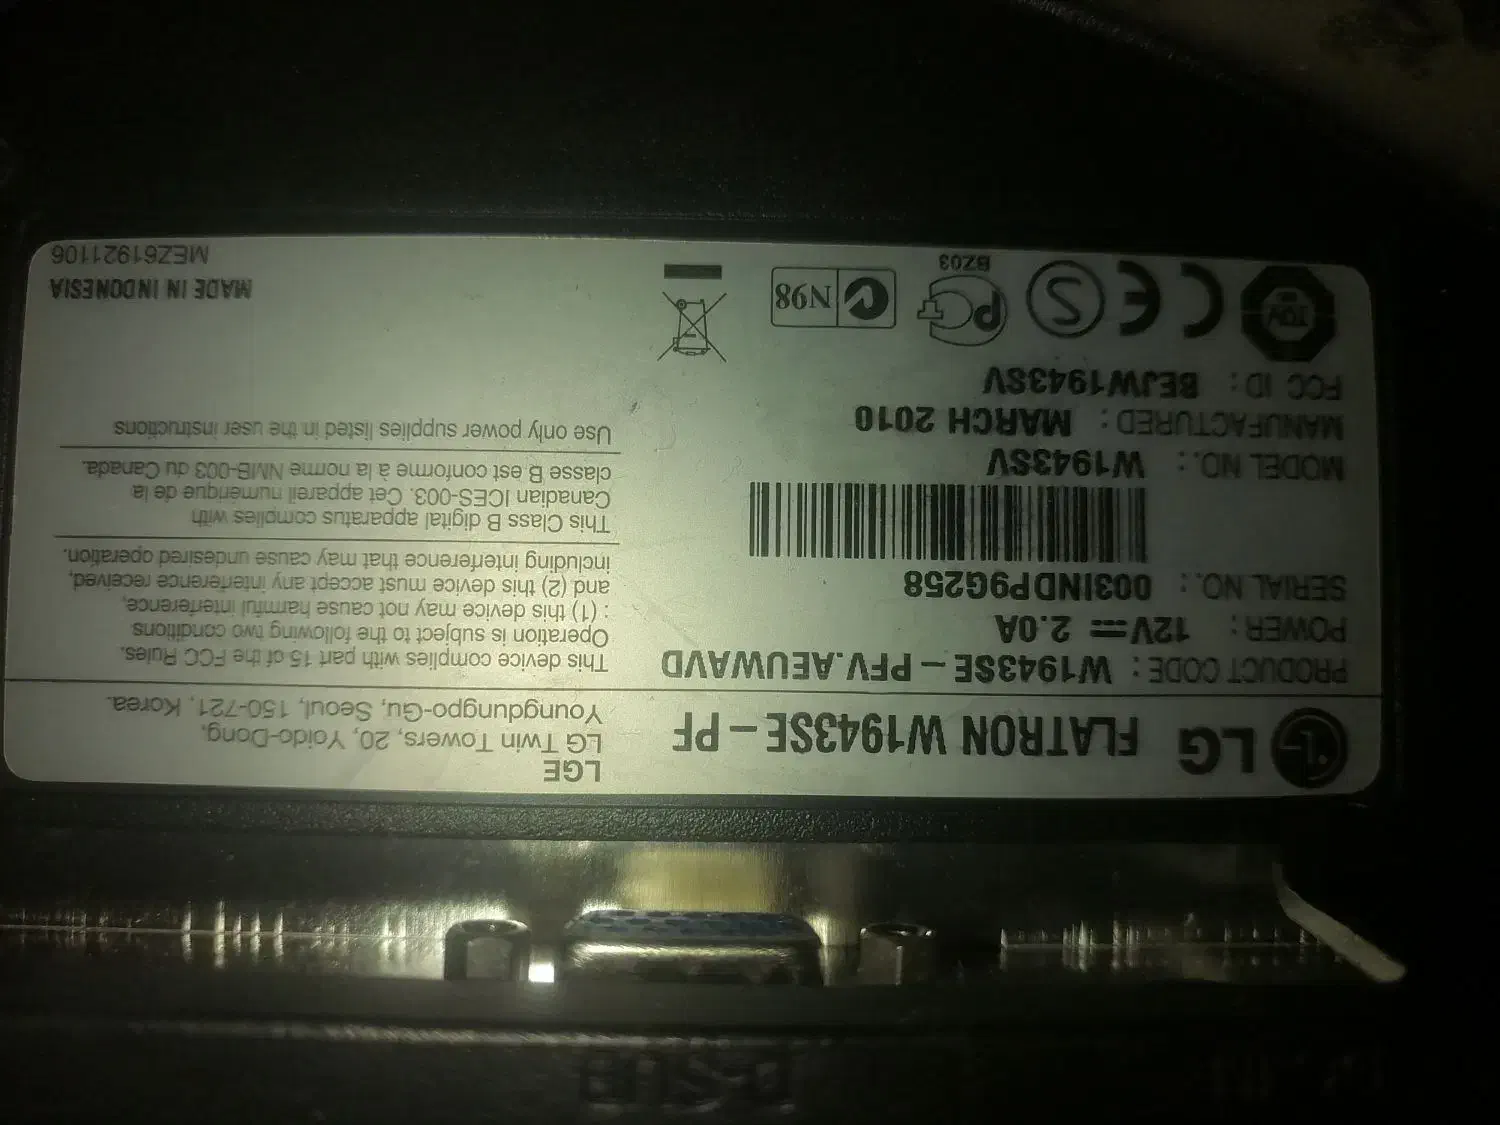 LG FLATRON W1943SE-PF
PRODUCT CODE: W1943SE-PFV.AEUWAVD
POWER: 12V⎓2.0A
SERIAL NO.: 003INDP9G258
MODEL NO.: W1943SV
MANUFACTURED: MARCH 2010
FCC ID: BEJW1943SV
TÜV
CE
S
PCT
BZ03
N98
LGE
LG Twin Towers, 20, Yoido-Dong,
Youngdungpo-Gu, Seoul, 150-721, Korea.
This device complies with part 15 of the FCC Rules.
Operation is subject to the following two conditions
: (1) this device may not cause harmful interference,
and (2) this device must accept any interference received,
including interference that may cause undesired operation.
This Class B digital apparatus complies with
Canadian ICES-003. Cet appareil numérique de la
classe B est conforme à la norme NMB-003 du Canada.
Use only power supplies listed in the user instructions
MADE IN INDONESIA
MEZ61921106
D-SUB